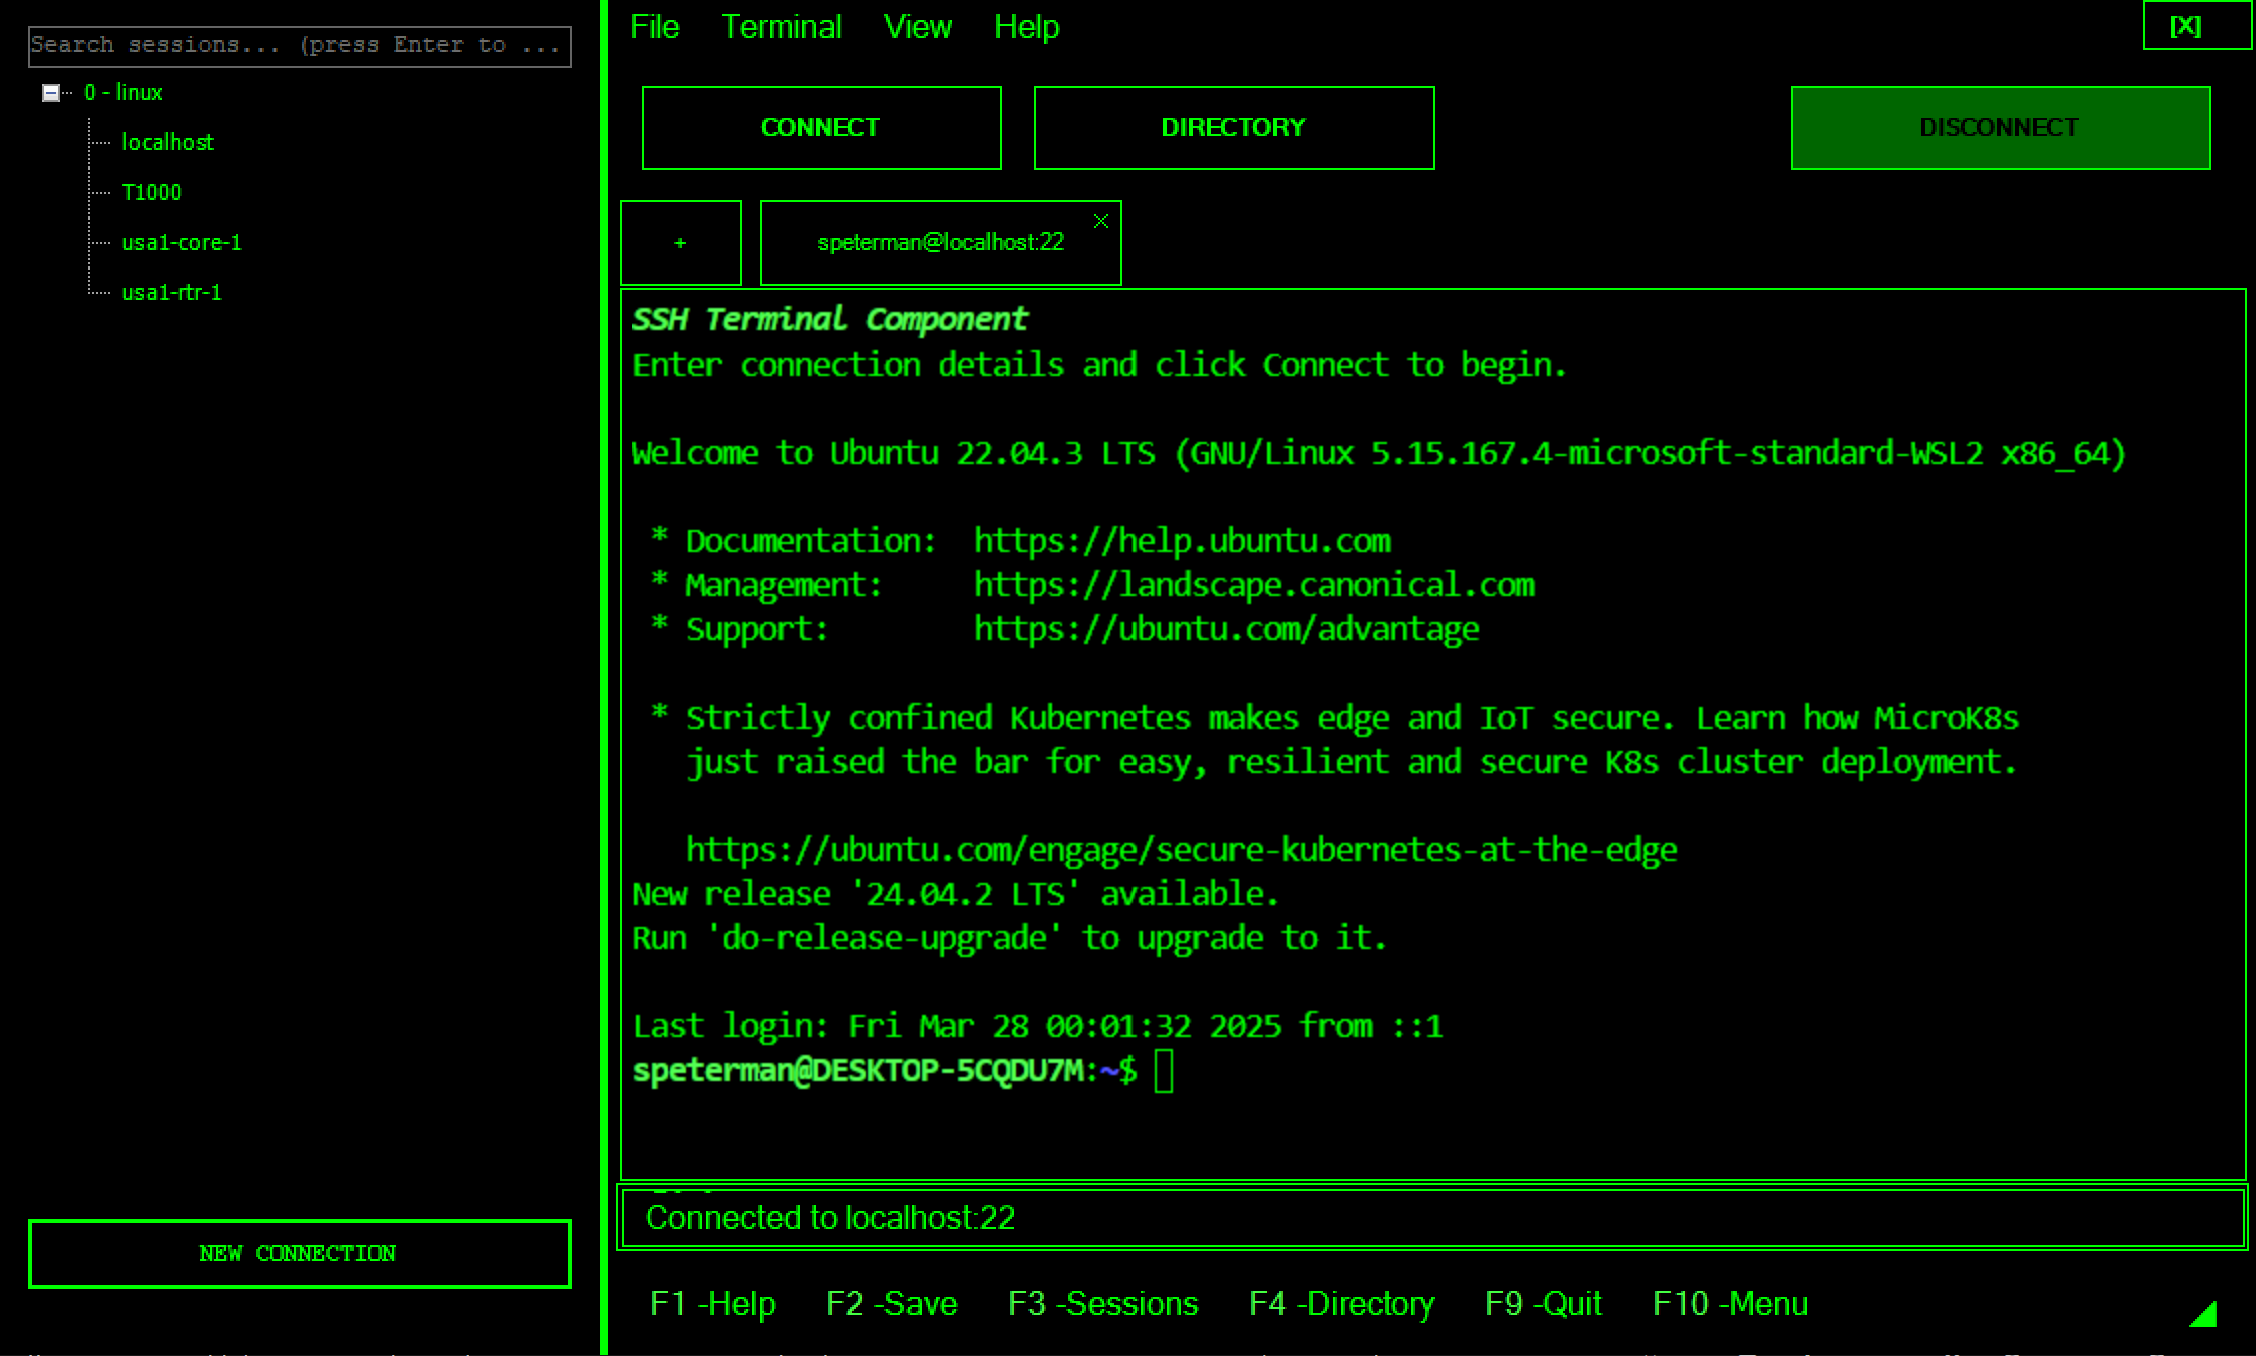 Search sessions... (press Enter to ...
0 - linux
localhost
T1000
usa1-core-1
usa1-rtr-1
NEW CONNECTION
File Terminal View Help
[X]
CONNECT DIRECTORY DISCONNECT
+ speterman@localhost:22
SSH Terminal Component
Enter connection details and click Connect to begin.
Welcome to Ubuntu 22.04.3 LTS (GNU/Linux 5.15.167.4-microsoft-standard-WSL2 x86_64)
* Documentation: https://help.ubuntu.com
* Management: https://landscape.canonical.com
* Support: https://ubuntu.com/advantage
* Strictly confined Kubernetes makes edge and IoT secure. Learn how MicroK8s
just raised the bar for easy, resilient and secure K8s cluster deployment.
https://ubuntu.com/engage/secure-kubernetes-at-the-edge
New release '24.04.2 LTS' available.
Run 'do-release-upgrade' to upgrade to it.
Last login: Fri Mar 28 00:01:32 2025 from ::1
speterman@DESKTOP-5CQDU7M:~$
Connected to localhost:22
F1 -Help F2 -Save F3 -Sessions F4 -Directory F9 -Quit F10 -Menu